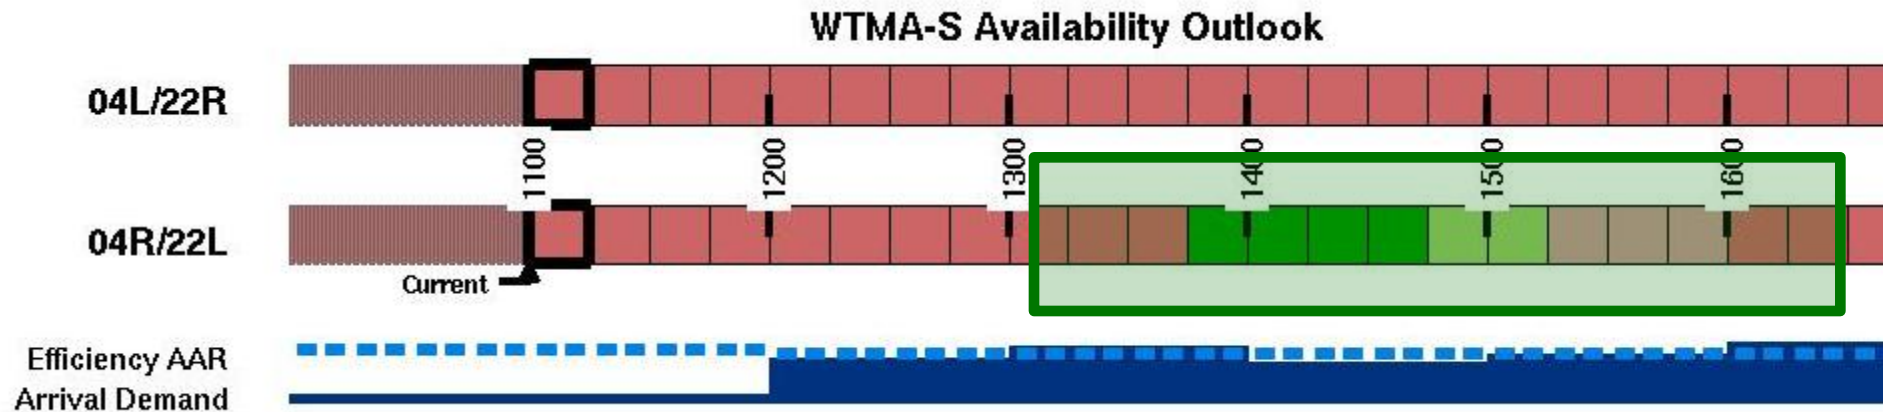 WTMA-S Availability Outlook
04L/22R
1100 1200 1300 1400 1500 1600
04R/22L
Current
Efficiency AAR
Arrival Demand